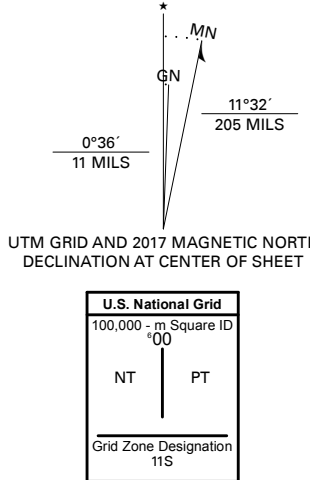 ★
MN
GN
0°36´
11 MILS
11°32´
205 MILS
UTM GRID AND 2017 MAGNETIC NORTH
DECLINATION AT CENTER OF SHEET
U.S. National Grid
100,000 - m Square ID
⁶00
NT PT
Grid Zone Designation
11S